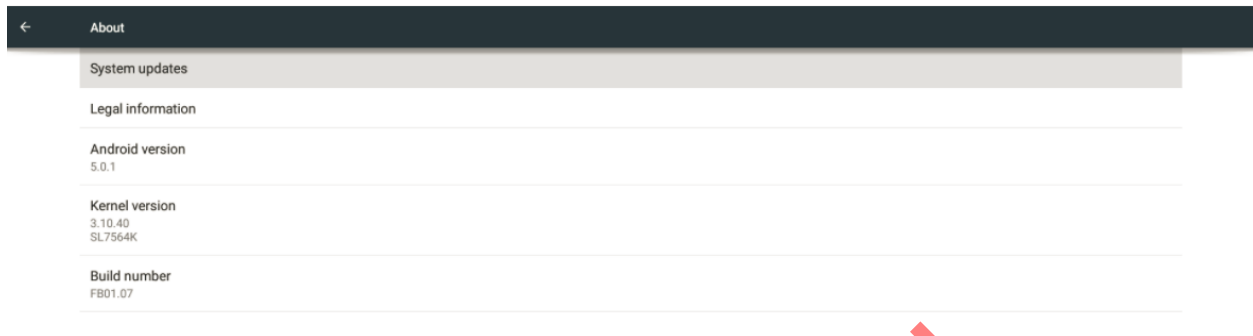 About
System updates
Legal information
Android version
5.0.1
Kernel version
3.10.40
SL7564K
Build number
FB01.07